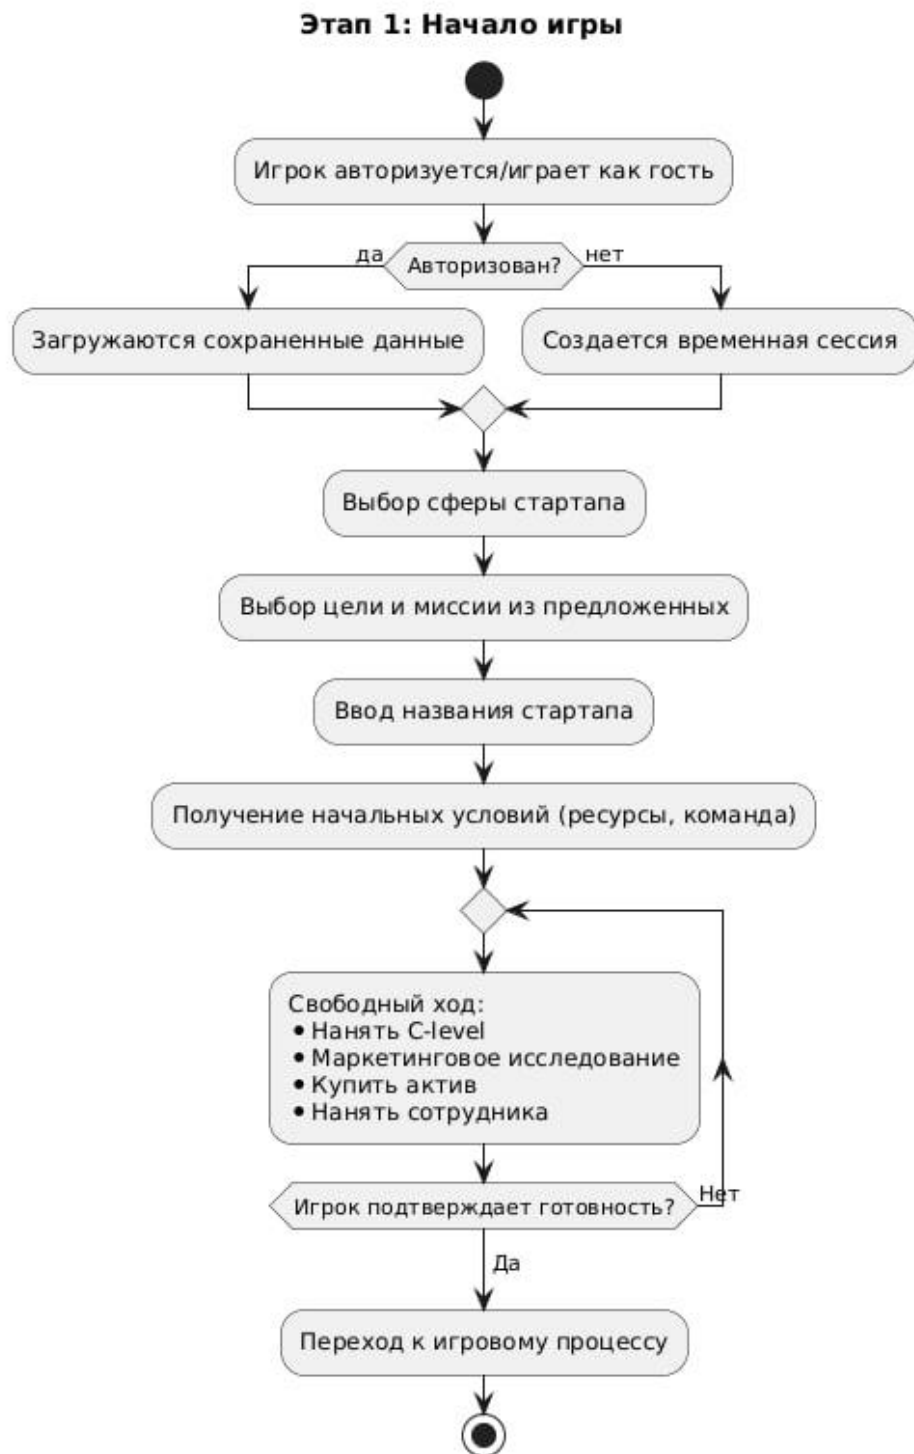 Этап 1: Начало игры
Игрок авторизуется/играет как гость
да
Авторизован?
нет
Загружаются сохраненные данные
Создается временная сессия
Выбор сферы стартапа
Выбор цели и миссии из предложенных
Ввод названия стартапа
Получение начальных условий (ресурсы, команда)
Свободный ход:
● Нанять C-level
● Маркетинговое исследование
● Купить актив
● Нанять сотрудника
Игрок подтверждает готовность?
Нет
Да
Переход к игровому процессу